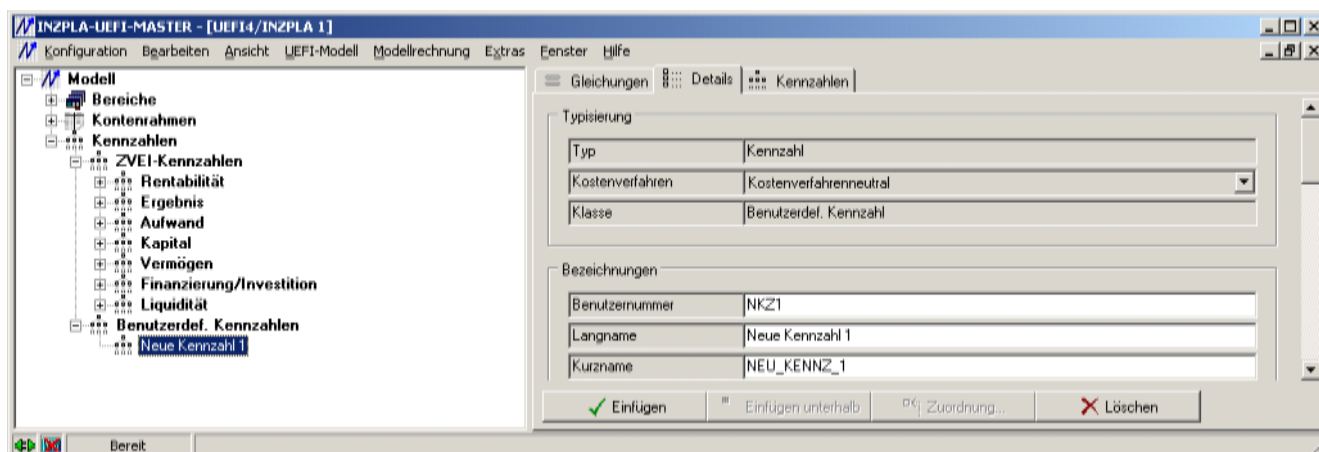 INZPLA-UEFI-MASTER - [UEFI4/INZPLA 1]
Konfiguration Bearbeiten Ansicht UEFI-Modell Modellrechnung Extras Fenster Hilfe
Modell
Bereiche
Kontenrahmen
Kennzahlen
ZVEI-Kennzahlen
Rentabilität
Ergebnis
Aufwand
Kapital
Vermögen
Finanzierung/Investition
Liquidität
Benutzerdef. Kennzahlen
Neue Kennzahl 1
Gleichungen Details Kennzahlen
Typisierung
Typ Kennzahl
Kostenverfahren Kostenverfahrenneutral
Klasse Benutzerdef. Kennzahl
Bezeichnungen
Benutzernummer NKZ1
Langname Neue Kennzahl 1
Kurzname NEU_KENNZ_1
Einfügen Einfügen unterhalb Zuordnung... Löschen
Bereit